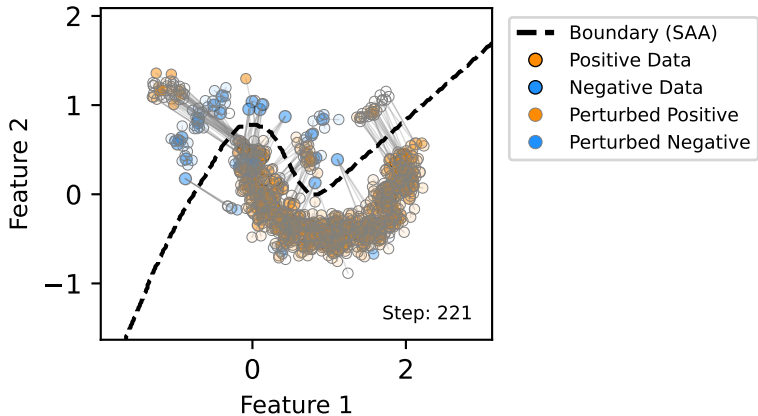 2
1
0
−1
Feature 2
0
2
Feature 1
Step: 221
Boundary (SAA)
Positive Data
Negative Data
Perturbed Positive
Perturbed Negative